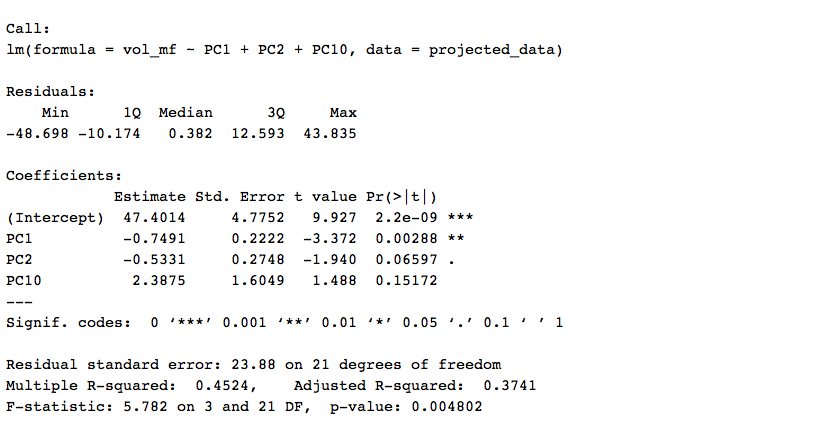 Call:
lm(formula = vol_mf ~ PC1 + PC2 + PC10, data = projected_data)

Residuals:
    Min      1Q  Median      3Q     Max
-48.698 -10.174   0.382  12.593  43.835

Coefficients:
            Estimate Std. Error t value Pr(>|t|)
(Intercept)  47.4014     4.7752   9.927  2.2e-09 ***
PC1          -0.7491     0.2222  -3.372  0.00288 **
PC2          -0.5331     0.2748  -1.940  0.06597 .
PC10          2.3875     1.6049   1.488  0.15172
---
Signif. codes:  0 ‘***’ 0.001 ‘**’ 0.01 ‘*’ 0.05 ‘.’ 0.1 ‘ ’ 1

Residual standard error: 23.88 on 21 degrees of freedom
Multiple R-squared:  0.4524,    Adjusted R-squared:  0.3741
F-statistic: 5.782 on 3 and 21 DF,  p-value: 0.004802